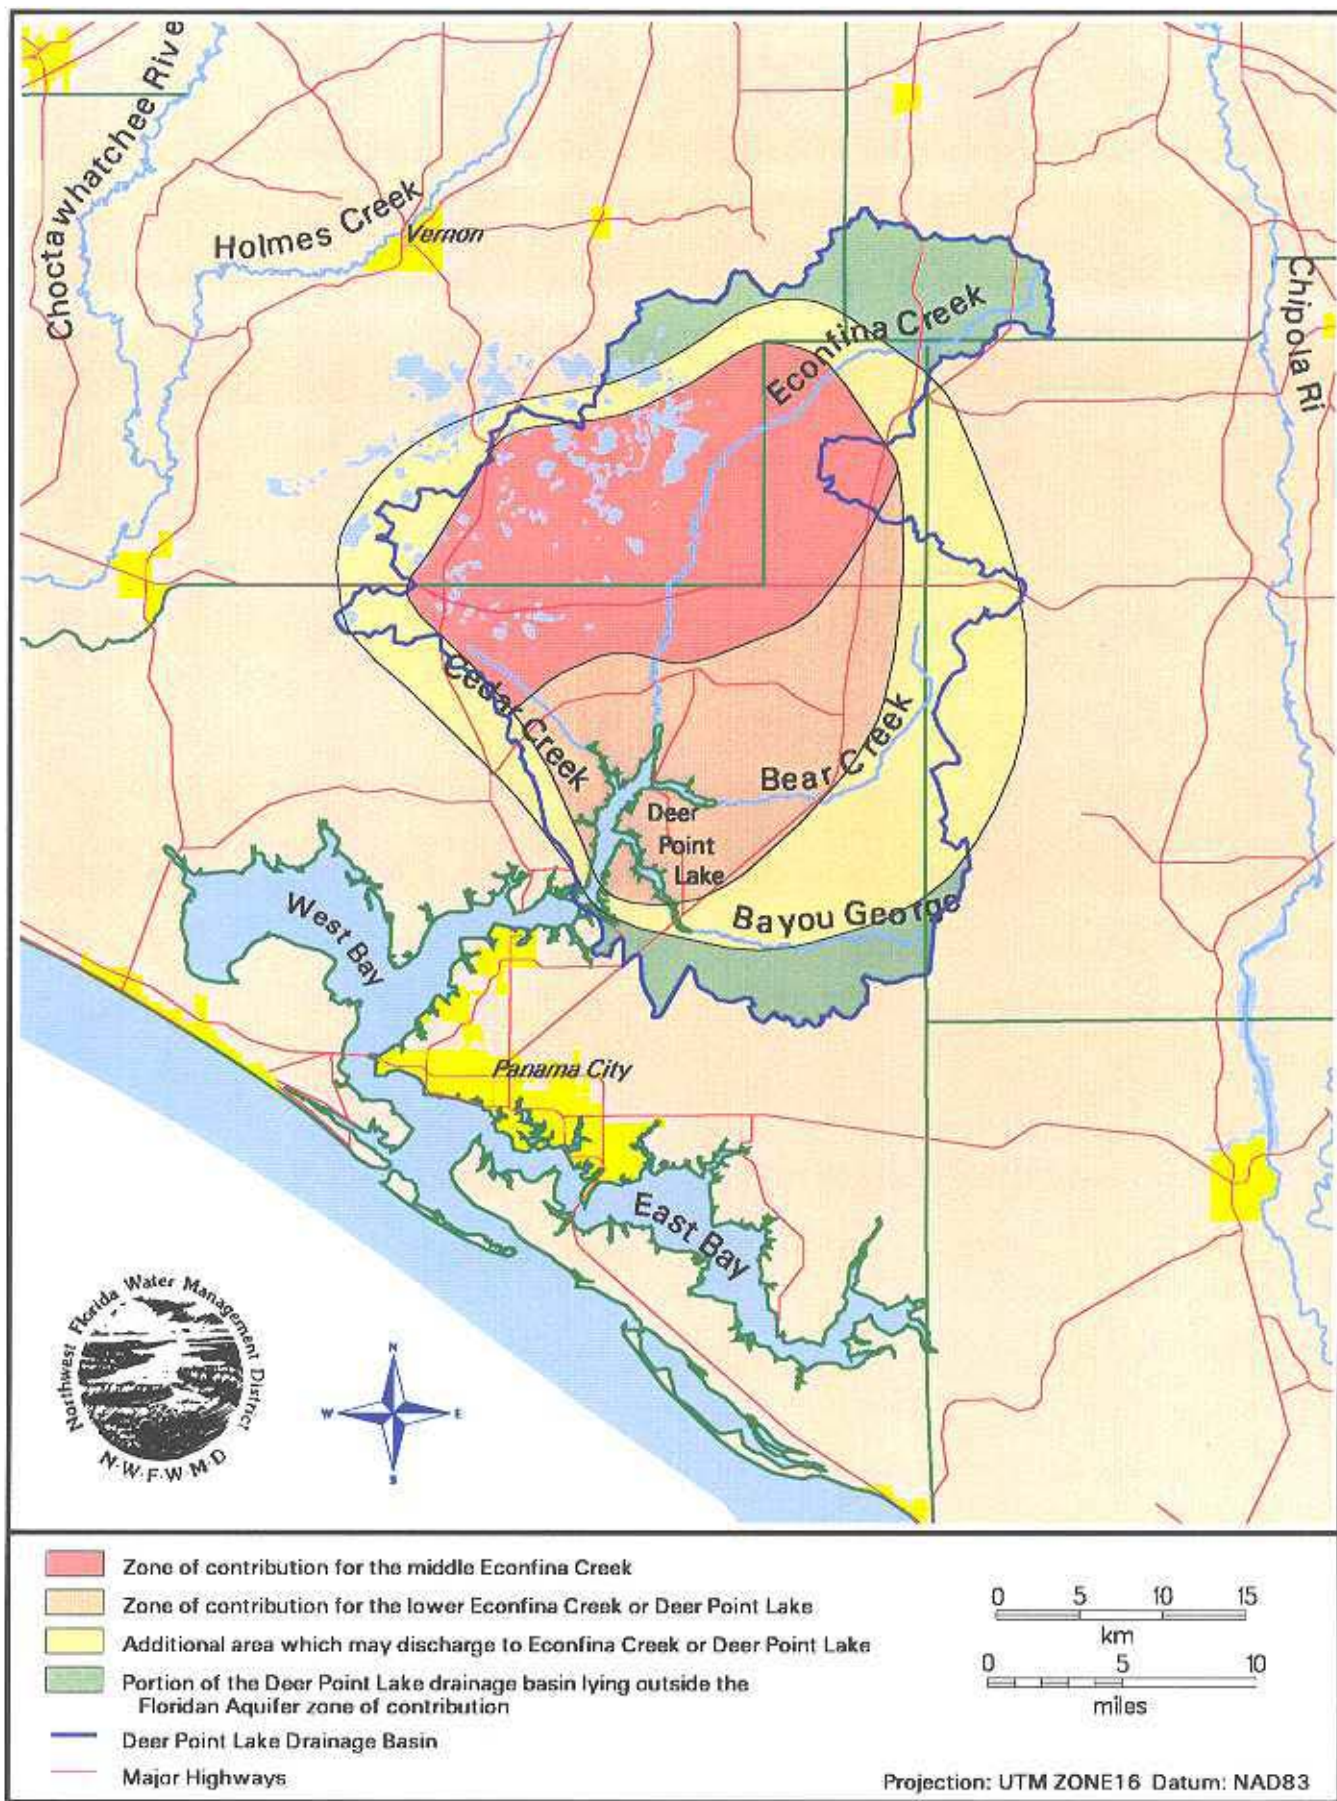 Choctawhatchee Rive
Holmes Creek
Vernon
Econfina Creek
Chipola Ri
Cedar Creek
Bear Creek
Deer
Point
Lake
Bayou George
West Bay
Panama City
East Bay
Northwest Florida Water Management District
N·W·F·W·M·D
N
W E
S
Zone of contribution for the middle Econfina Creek
Zone of contribution for the lower Econfina Creek or Deer Point Lake
Additional area which may discharge to Econfina Creek or Deer Point Lake
Portion of the Deer Point Lake drainage basin lying outside the
Floridan Aquifer zone of contribution
Deer Point Lake Drainage Basin
Major Highways
0 5 10 15
km
0 5 10
miles
Projection: UTM ZONE16 Datum: NAD83